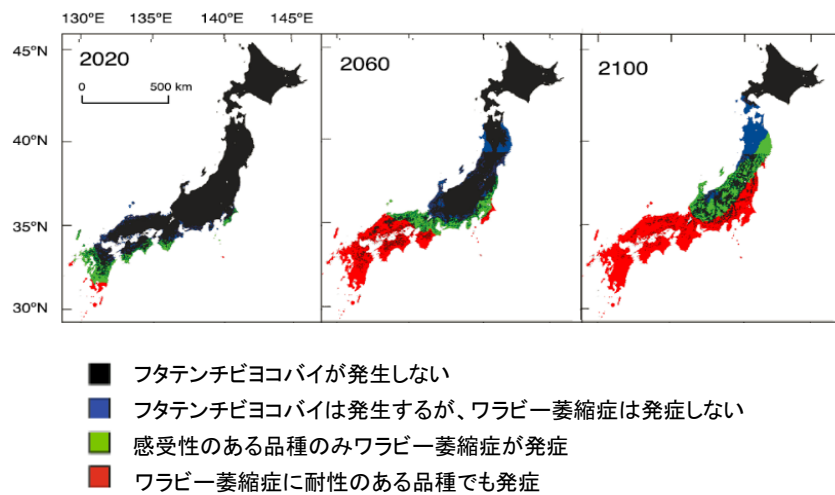 130°E 135°E 140°E 145°E
45°N
40°N
35°N
30°N
2020
0 500 km
2060
2100
フタテンチビヨコバイが発生しない
フタテンチビヨコバイは発生するが、ワラビー萎縮症は発症しない
感受性のある品種のみワラビー萎縮症が発症
ワラビー萎縮症に耐性のある品種でも発症